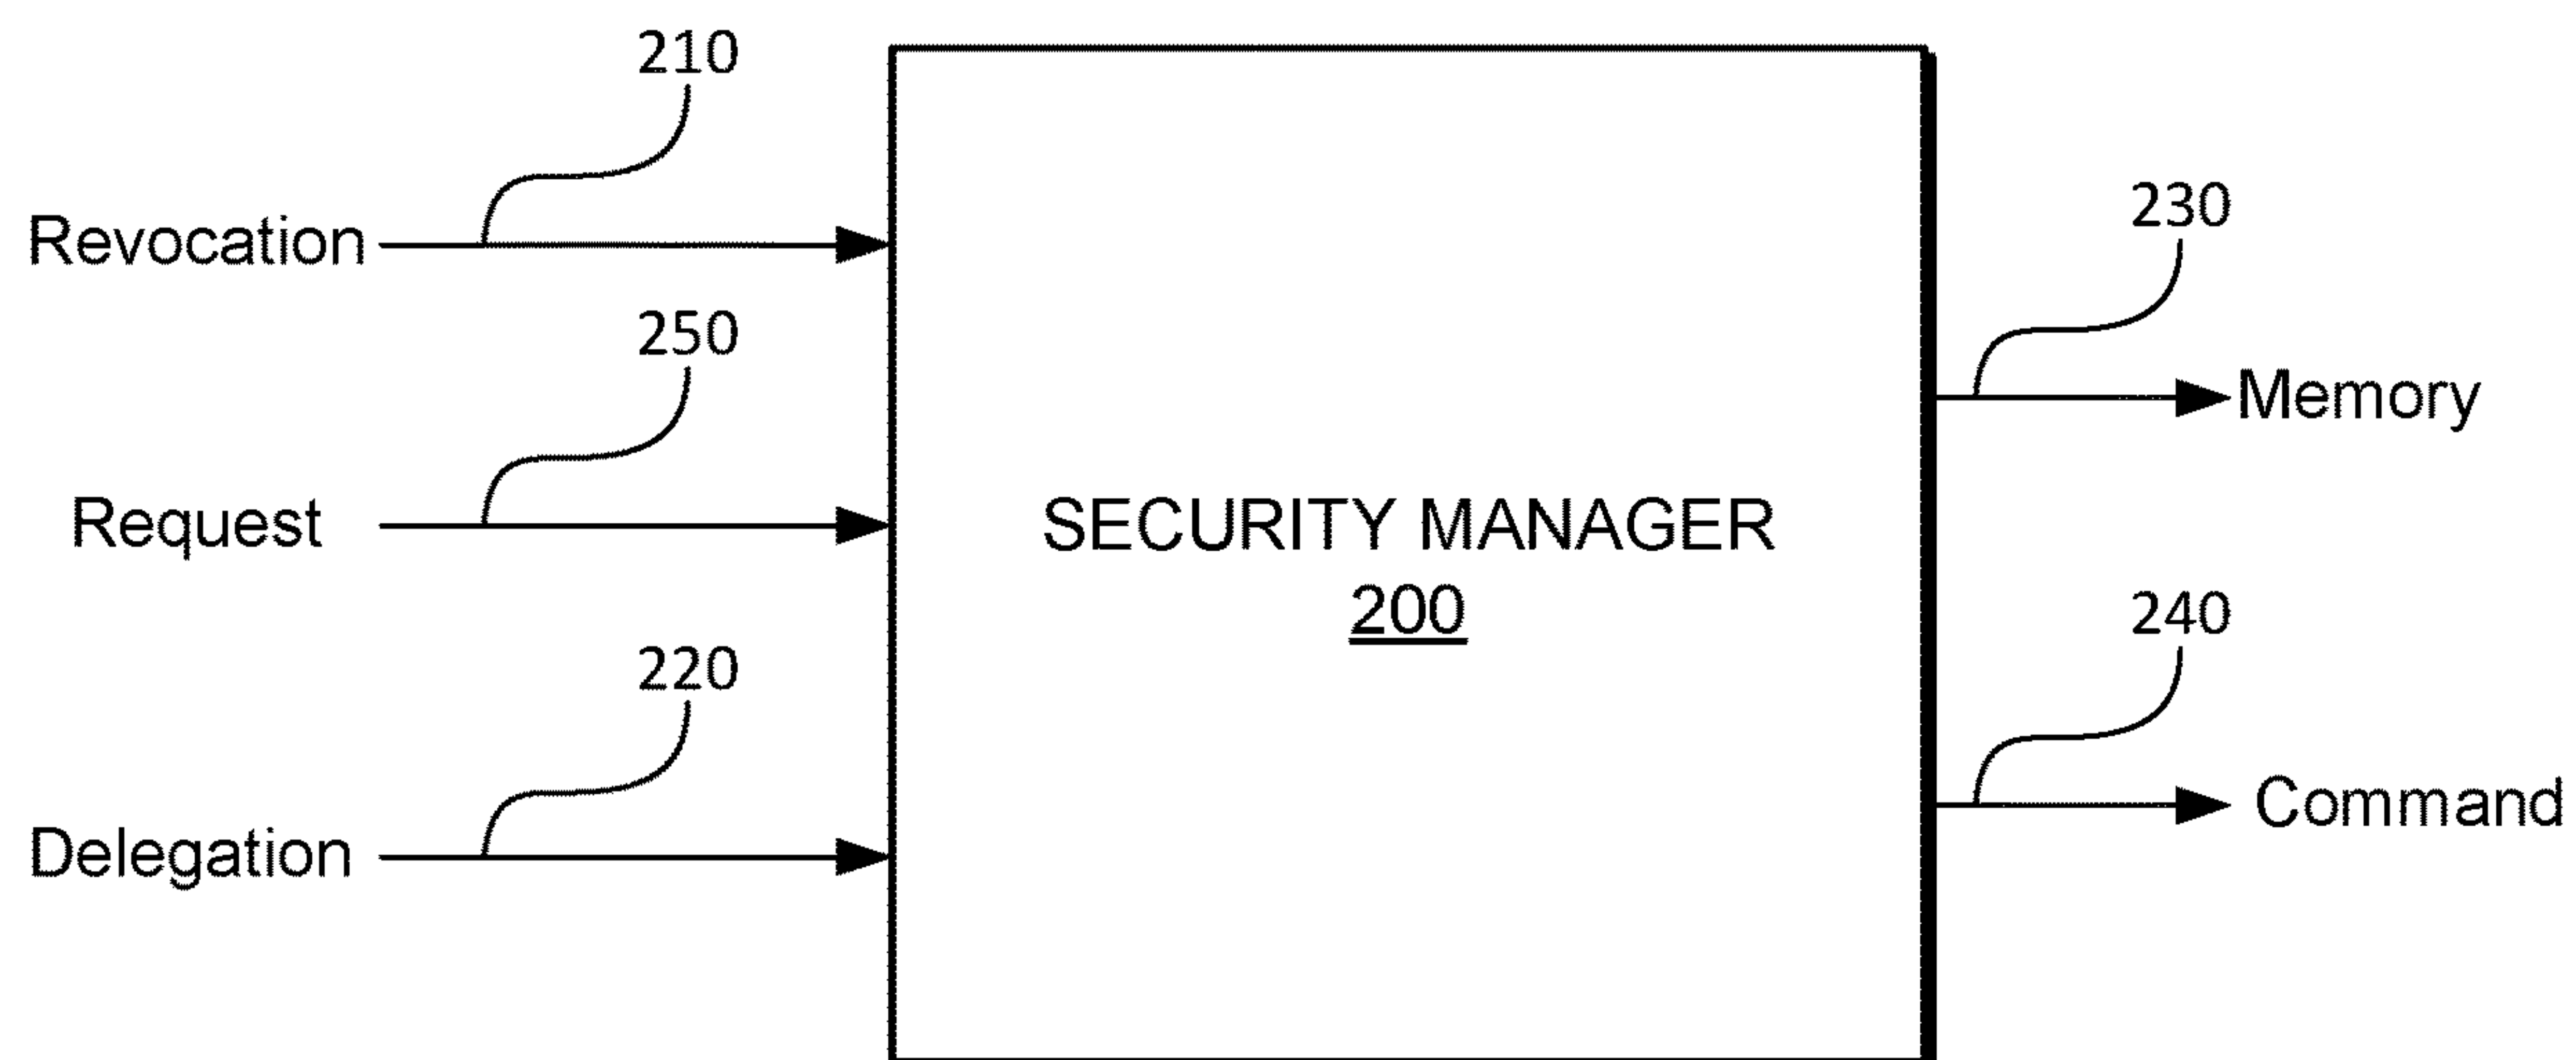 210
Revocation
250
Request
220
Delegation
SECURITY MANAGER
200
230
Memory
240
Command